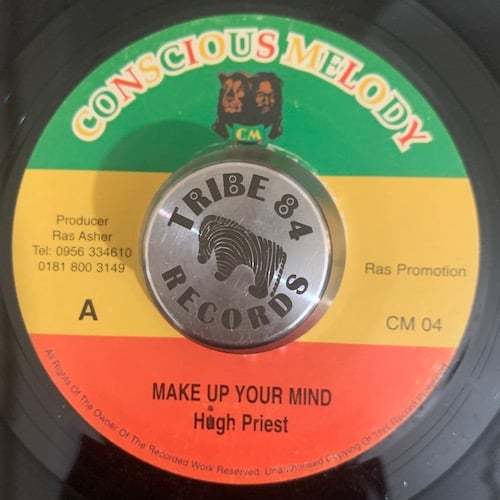 CONSCIOUS MELODY
CM
TRIBE 84
RECORDS
Producer
Ras Asher
Tel: 0956 334610
0181 800 3149
A
Ras Promotion
CM 04
MAKE UP YOUR MIND
Hugh Priest
All Rights Of The Owner Of The Recorded Work Reserved. Unauthorised Copying Of This Record Prohibited